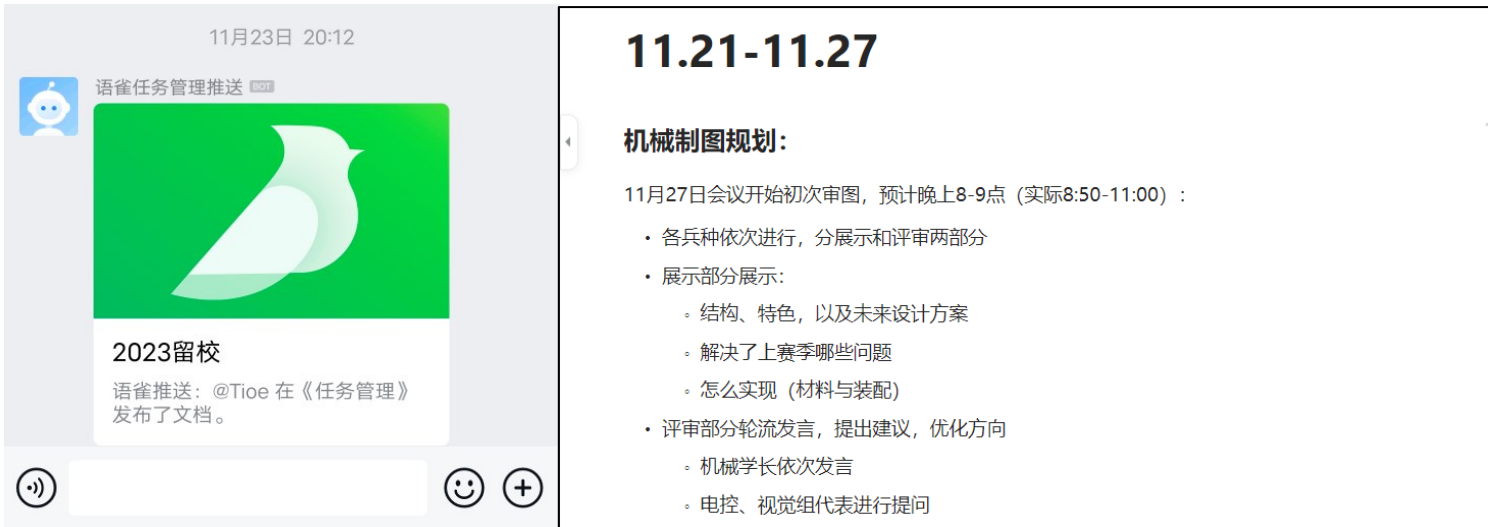 11月23日 20:12
语雀任务管理推送 BOT
2023留校
语雀推送：@Tioe 在《任务管理》
发布了文档。
11.21-11.27
机械制图规划：
11月27日会议开始初次审图，预计晚上8-9点（实际8:50-11:00）：
• 各兵种依次进行，分展示和评审两部分
• 展示部分展示：
◦ 结构、特色，以及未来设计方案
◦ 解决了上赛季哪些问题
◦ 怎么实现（材料与装配）
• 评审部分轮流发言，提出建议，优化方向
◦ 机械学长依次发言
◦ 电控、视觉组代表进行提问